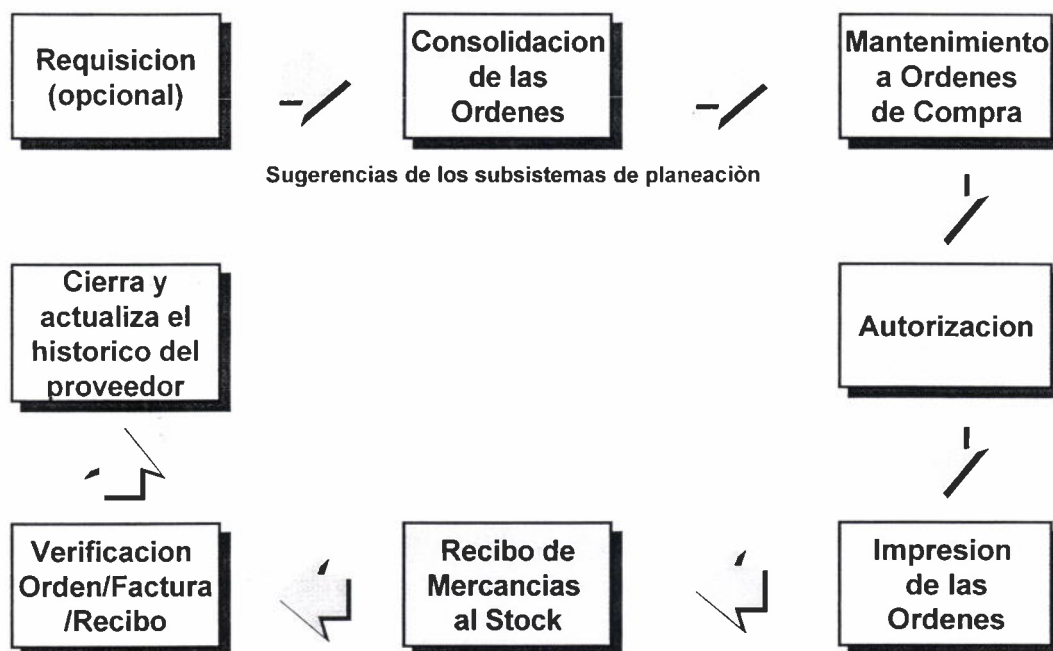 Requisicion
(opcional)
Consolidacion
de las
Ordenes
Mantenimiento
a Ordenes
de Compra
Sugerencias de los subsistemas de planeaciòn
Cierra y
actualiza el
historico del
proveedor
Autorizacion
Verificacion
Orden/Factura
/Recibo
Recibo de
Mercancias
al Stock
Impresion
de las
Ordenes